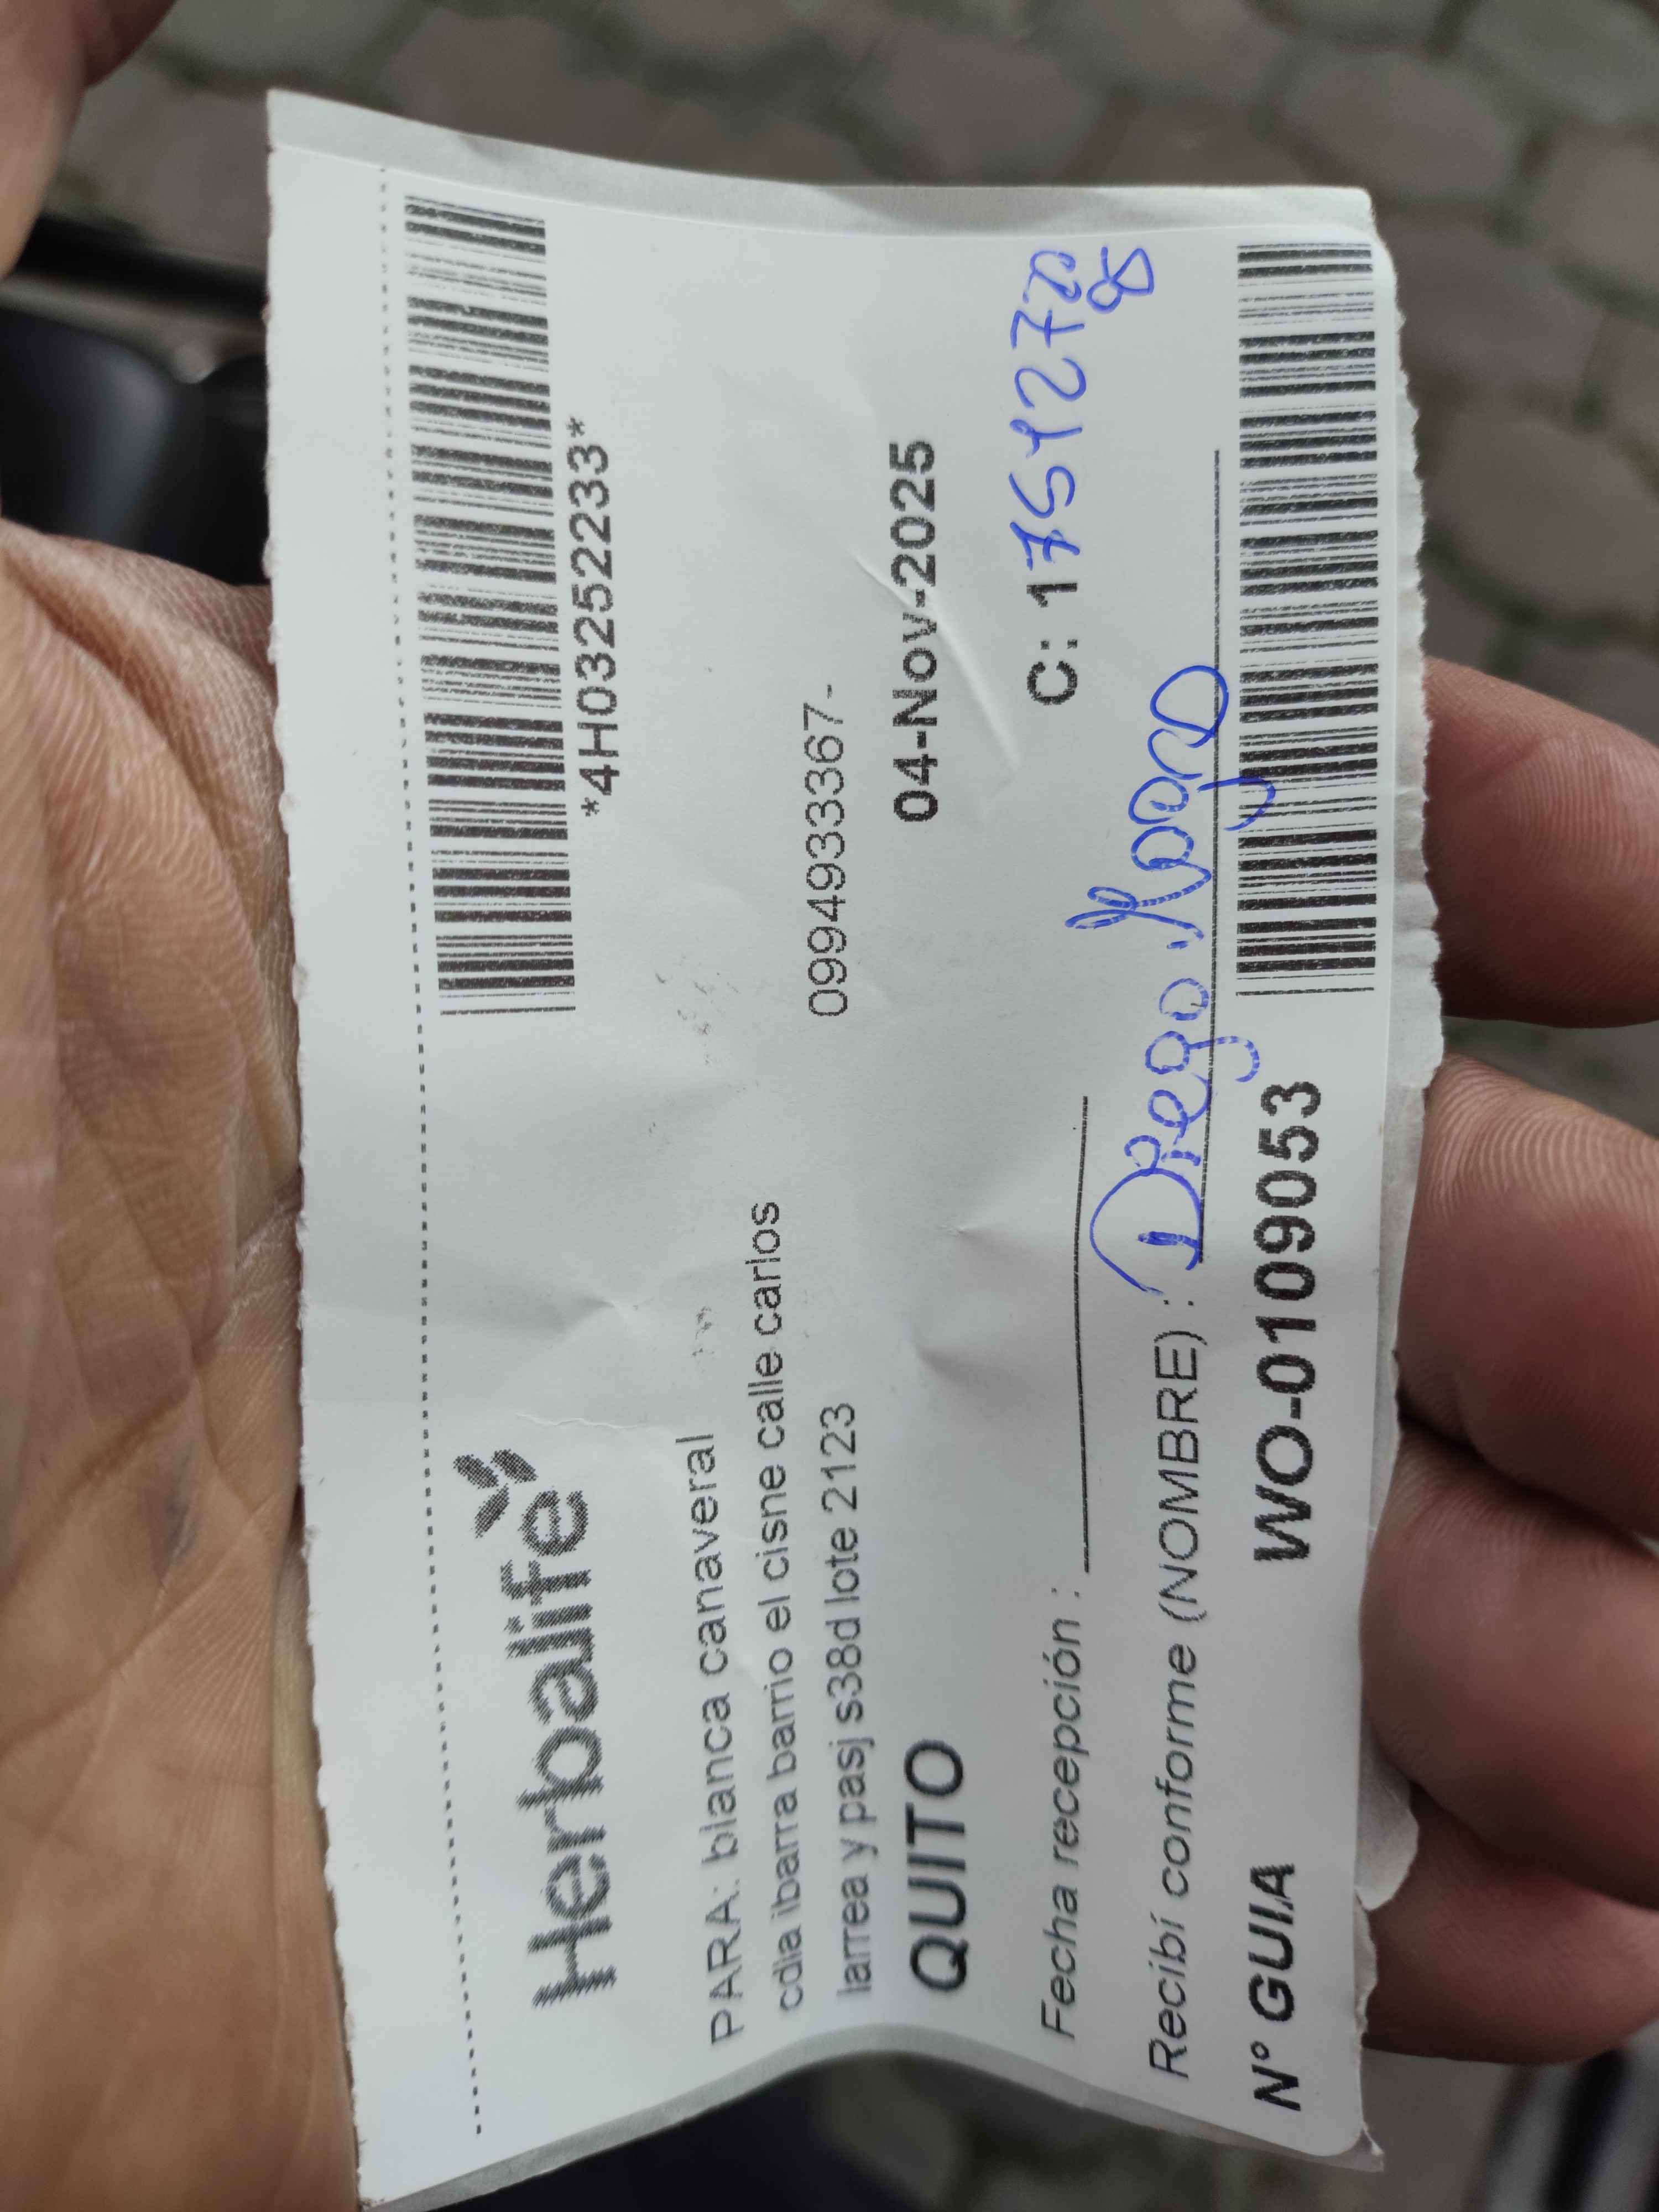 Herbalife
*4H03252233*
PARA: blanca canaveral
cdla ibarra barrio el cisne calle carlos
larrea y pasj s38d lote 2123
0994933367-
QUITO
04-Nov-2025
Fecha recepción :
C: 1
Recibí conforme (NOMBRE) : Diego
N° GUIA WO-0109053